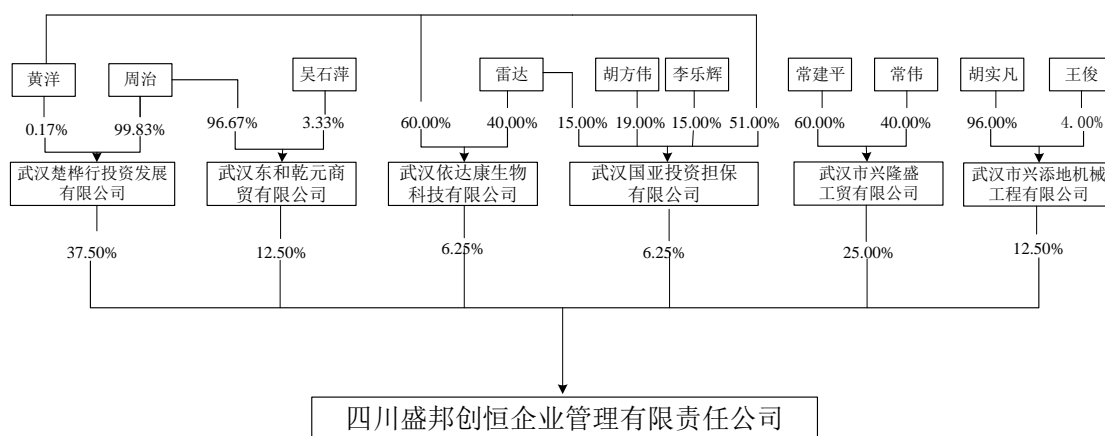 黄洋
周治
吴石萍
雷达
胡方伟
李乐辉
常建平
常伟
胡实凡
王俊
0.17%
99.83%
96.67%
3.33%
60.00%
40.00%
15.00%
19.00%
15.00%
51.00%
60.00%
40.00%
96.00%
4.00%
武汉楚桦行投资发展
有限公司
武汉东和乾元商
贸有限公司
武汉依达康生物
科技有限公司
武汉国亚投资担保
有限公司
武汉市兴隆盛
工贸有限公司
武汉市兴添地机械
工程有限公司
37.50%
12.50%
6.25%
6.25%
25.00%
12.50%
四川盛邦创恒企业管理有限责任公司